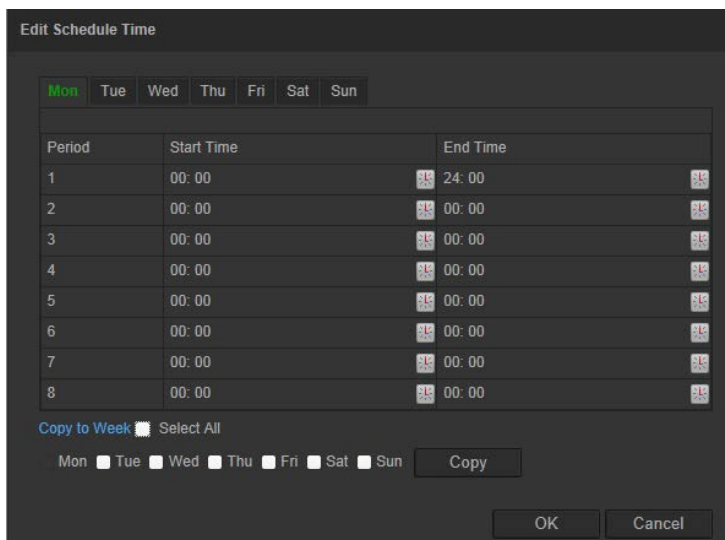 Edit Schedule Time
Mon Tue Wed Thu Fri Sat Sun
Period Start Time End Time
1 00: 00 24: 00
2 00: 00 00: 00
3 00: 00 00: 00
4 00: 00 00: 00
5 00: 00 00: 00
6 00: 00 00: 00
7 00: 00 00: 00
8 00: 00 00: 00
Copy to Week Select All
Mon Tue Wed Thu Fri Sat Sun Copy
OK Cancel